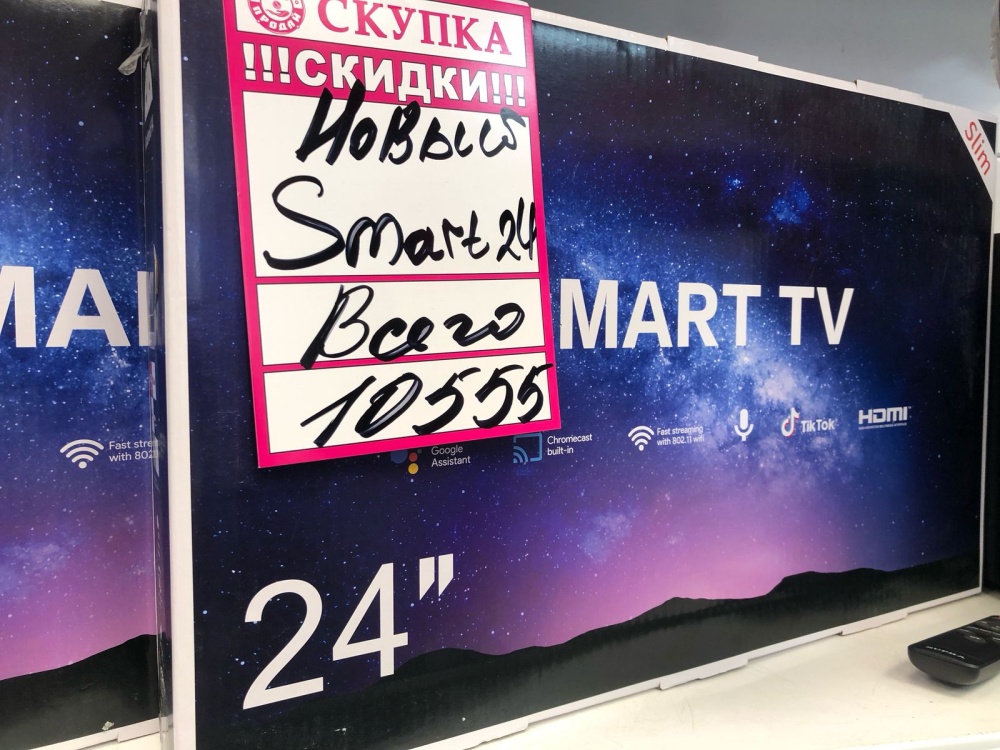 ПРОДАЙ
СКУПКА
!!!СКИДКИ!!!
Новый
Smart 24
Всего
10555
Slim
MART TV
MA
Fast
with 802
Google
Assistant
Chromecast
built-in
Fast streaming
with 802.11 wifi
TikTok
HDMI
24"